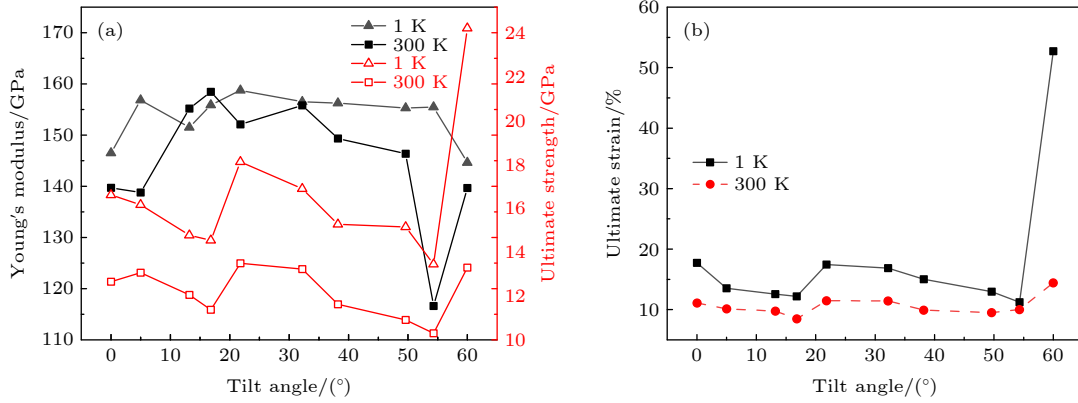 (a)
1 K
300 K
1 K
300 K
170
160
150
140
130
120
110
Young's modulus/GPa
24
22
20
18
16
14
12
10
Ultimate strength/GPa
0 10 20 30 40 50 60
Tilt angle/(°)
(b)
1 K
300 K
60
50
40
30
20
10
Ultimate strain/%
0 10 20 30 40 50 60
Tilt angle/(°)